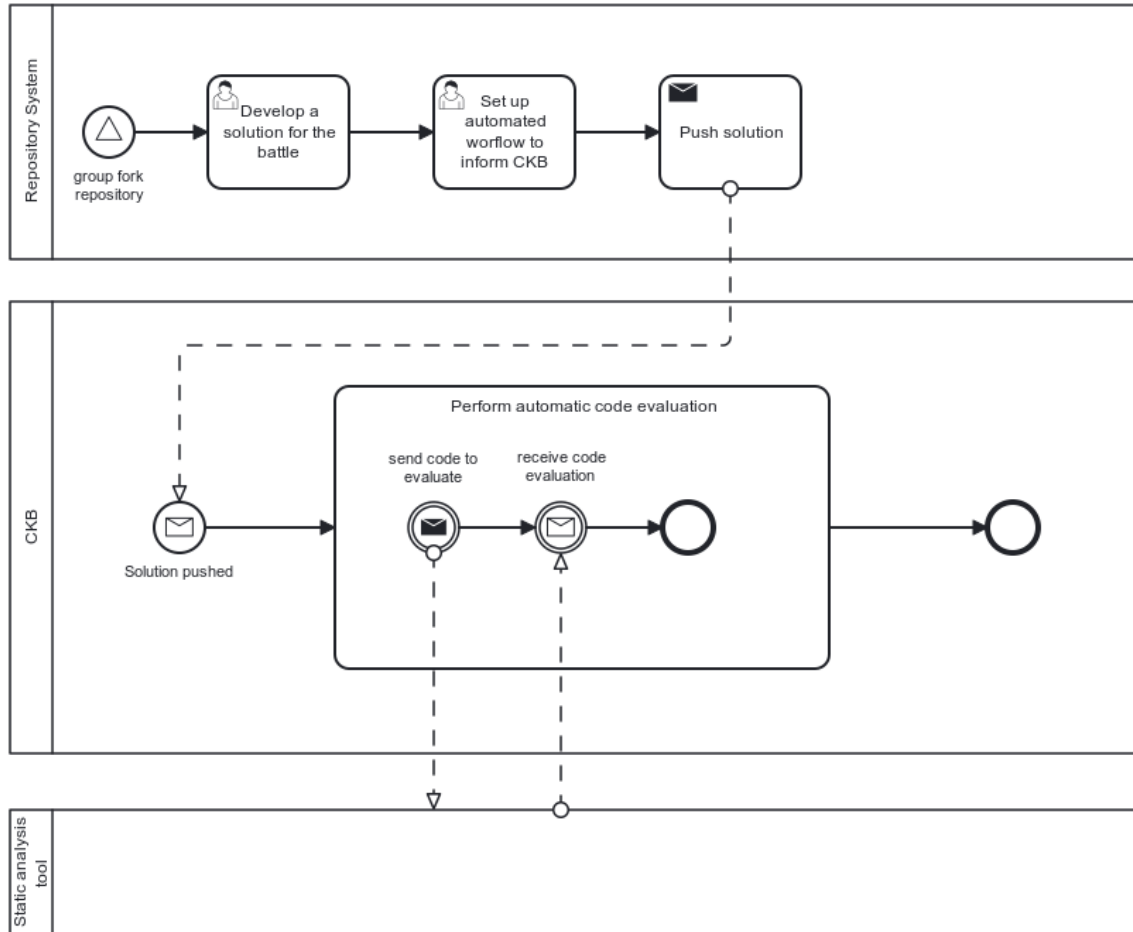 Repository System
group fork
repository
Develop a
solution for the
battle
Set up
automated
worflow to
inform CKB
Push solution
CKB
Solution pushed
Perform automatic code evaluation
send code to
evaluate
receive code
evaluation
Static analysis
tool